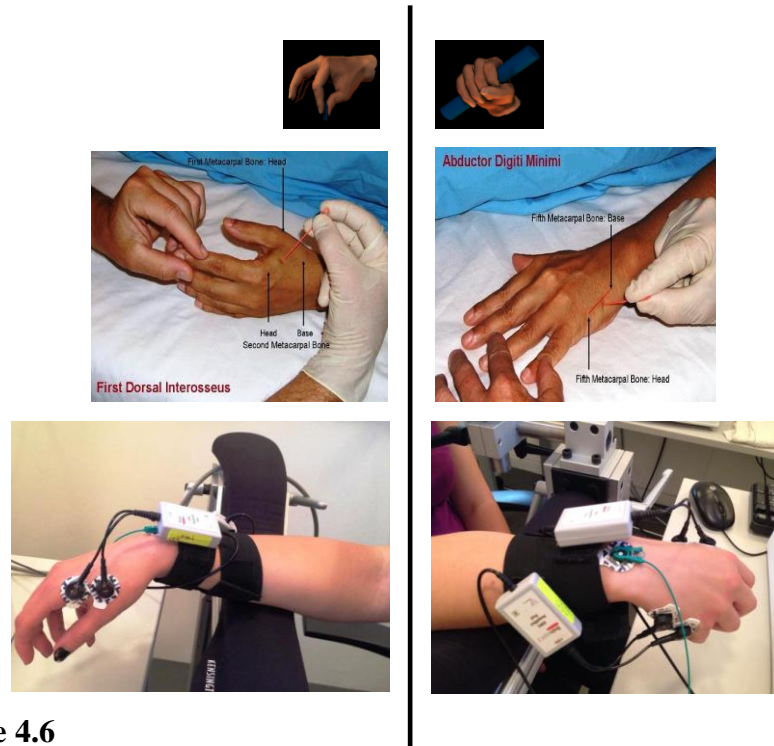 First Metacarpal Bone: Head
Head Base
Second Metacarpal Bone
First Dorsal Interosseus
Abductor Digiti Minimi
Fifth Metacarpal Bone: Base
Fifth Metacarpal Bone: Head
KENSINGT
e 4.6